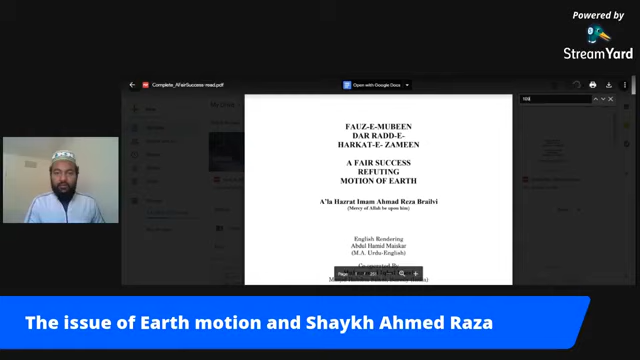 Powered by
StreamYard
Complete_AFairSuccess-read.pdf
Open with Google Docs
FAUZ-E-MUBEEN
DAR RADD-E-
HARKAT-E- ZAMEEN
A FAIR SUCCESS
REFUTING
MOTION OF EARTH
A'la Hazrat Imam Ahmad Reza Brailvi
(Mercy of Allah be upon him)
English Rendering
Abdul Hamid Maiskar
(M.A. Urdu-English)
Page
The issue of Earth motion and Shaykh Ahmed Raza